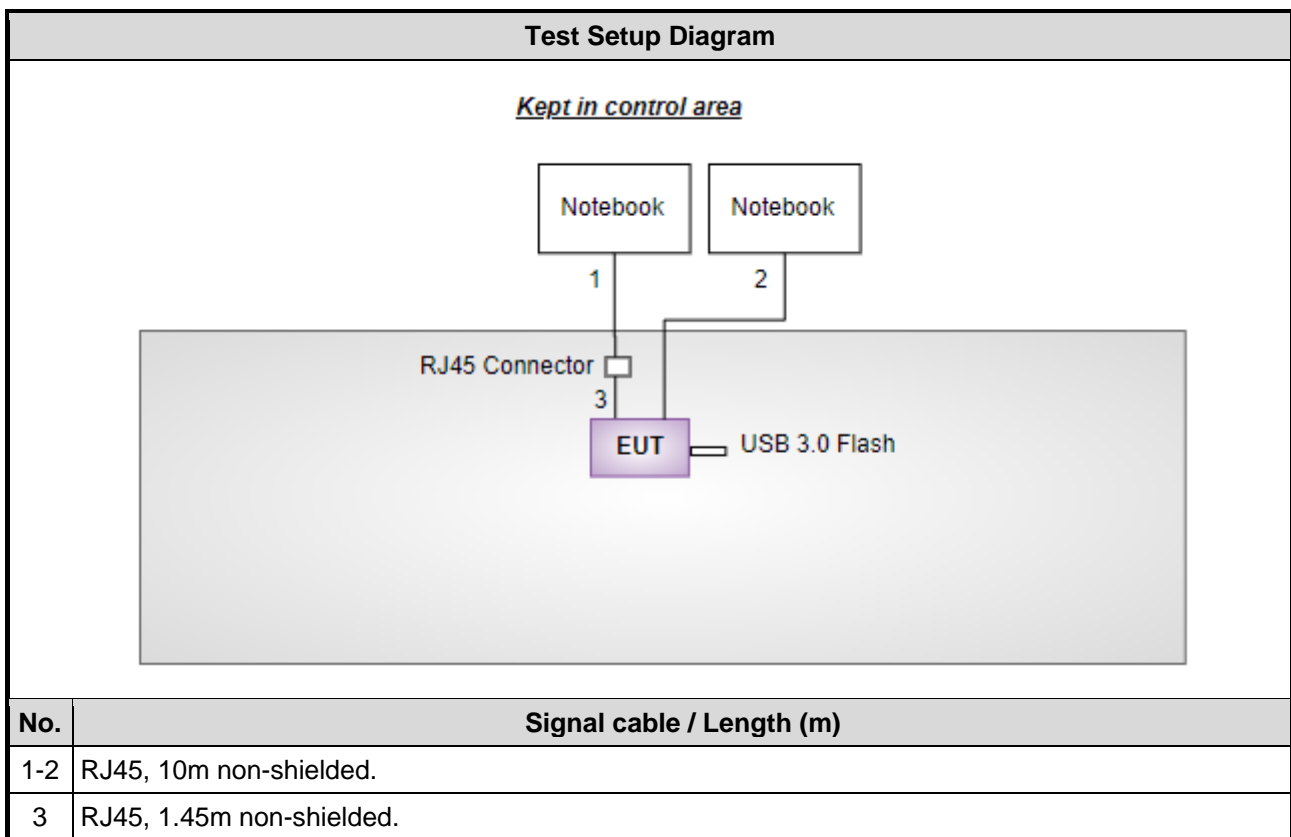 Test Setup Diagram
Kept in control area
Notebook Notebook
1 2
RJ45 Connector
3
EUT USB 3.0 Flash
No. Signal cable / Length (m)
1-2 RJ45, 10m non-shielded.
3 RJ45, 1.45m non-shielded.